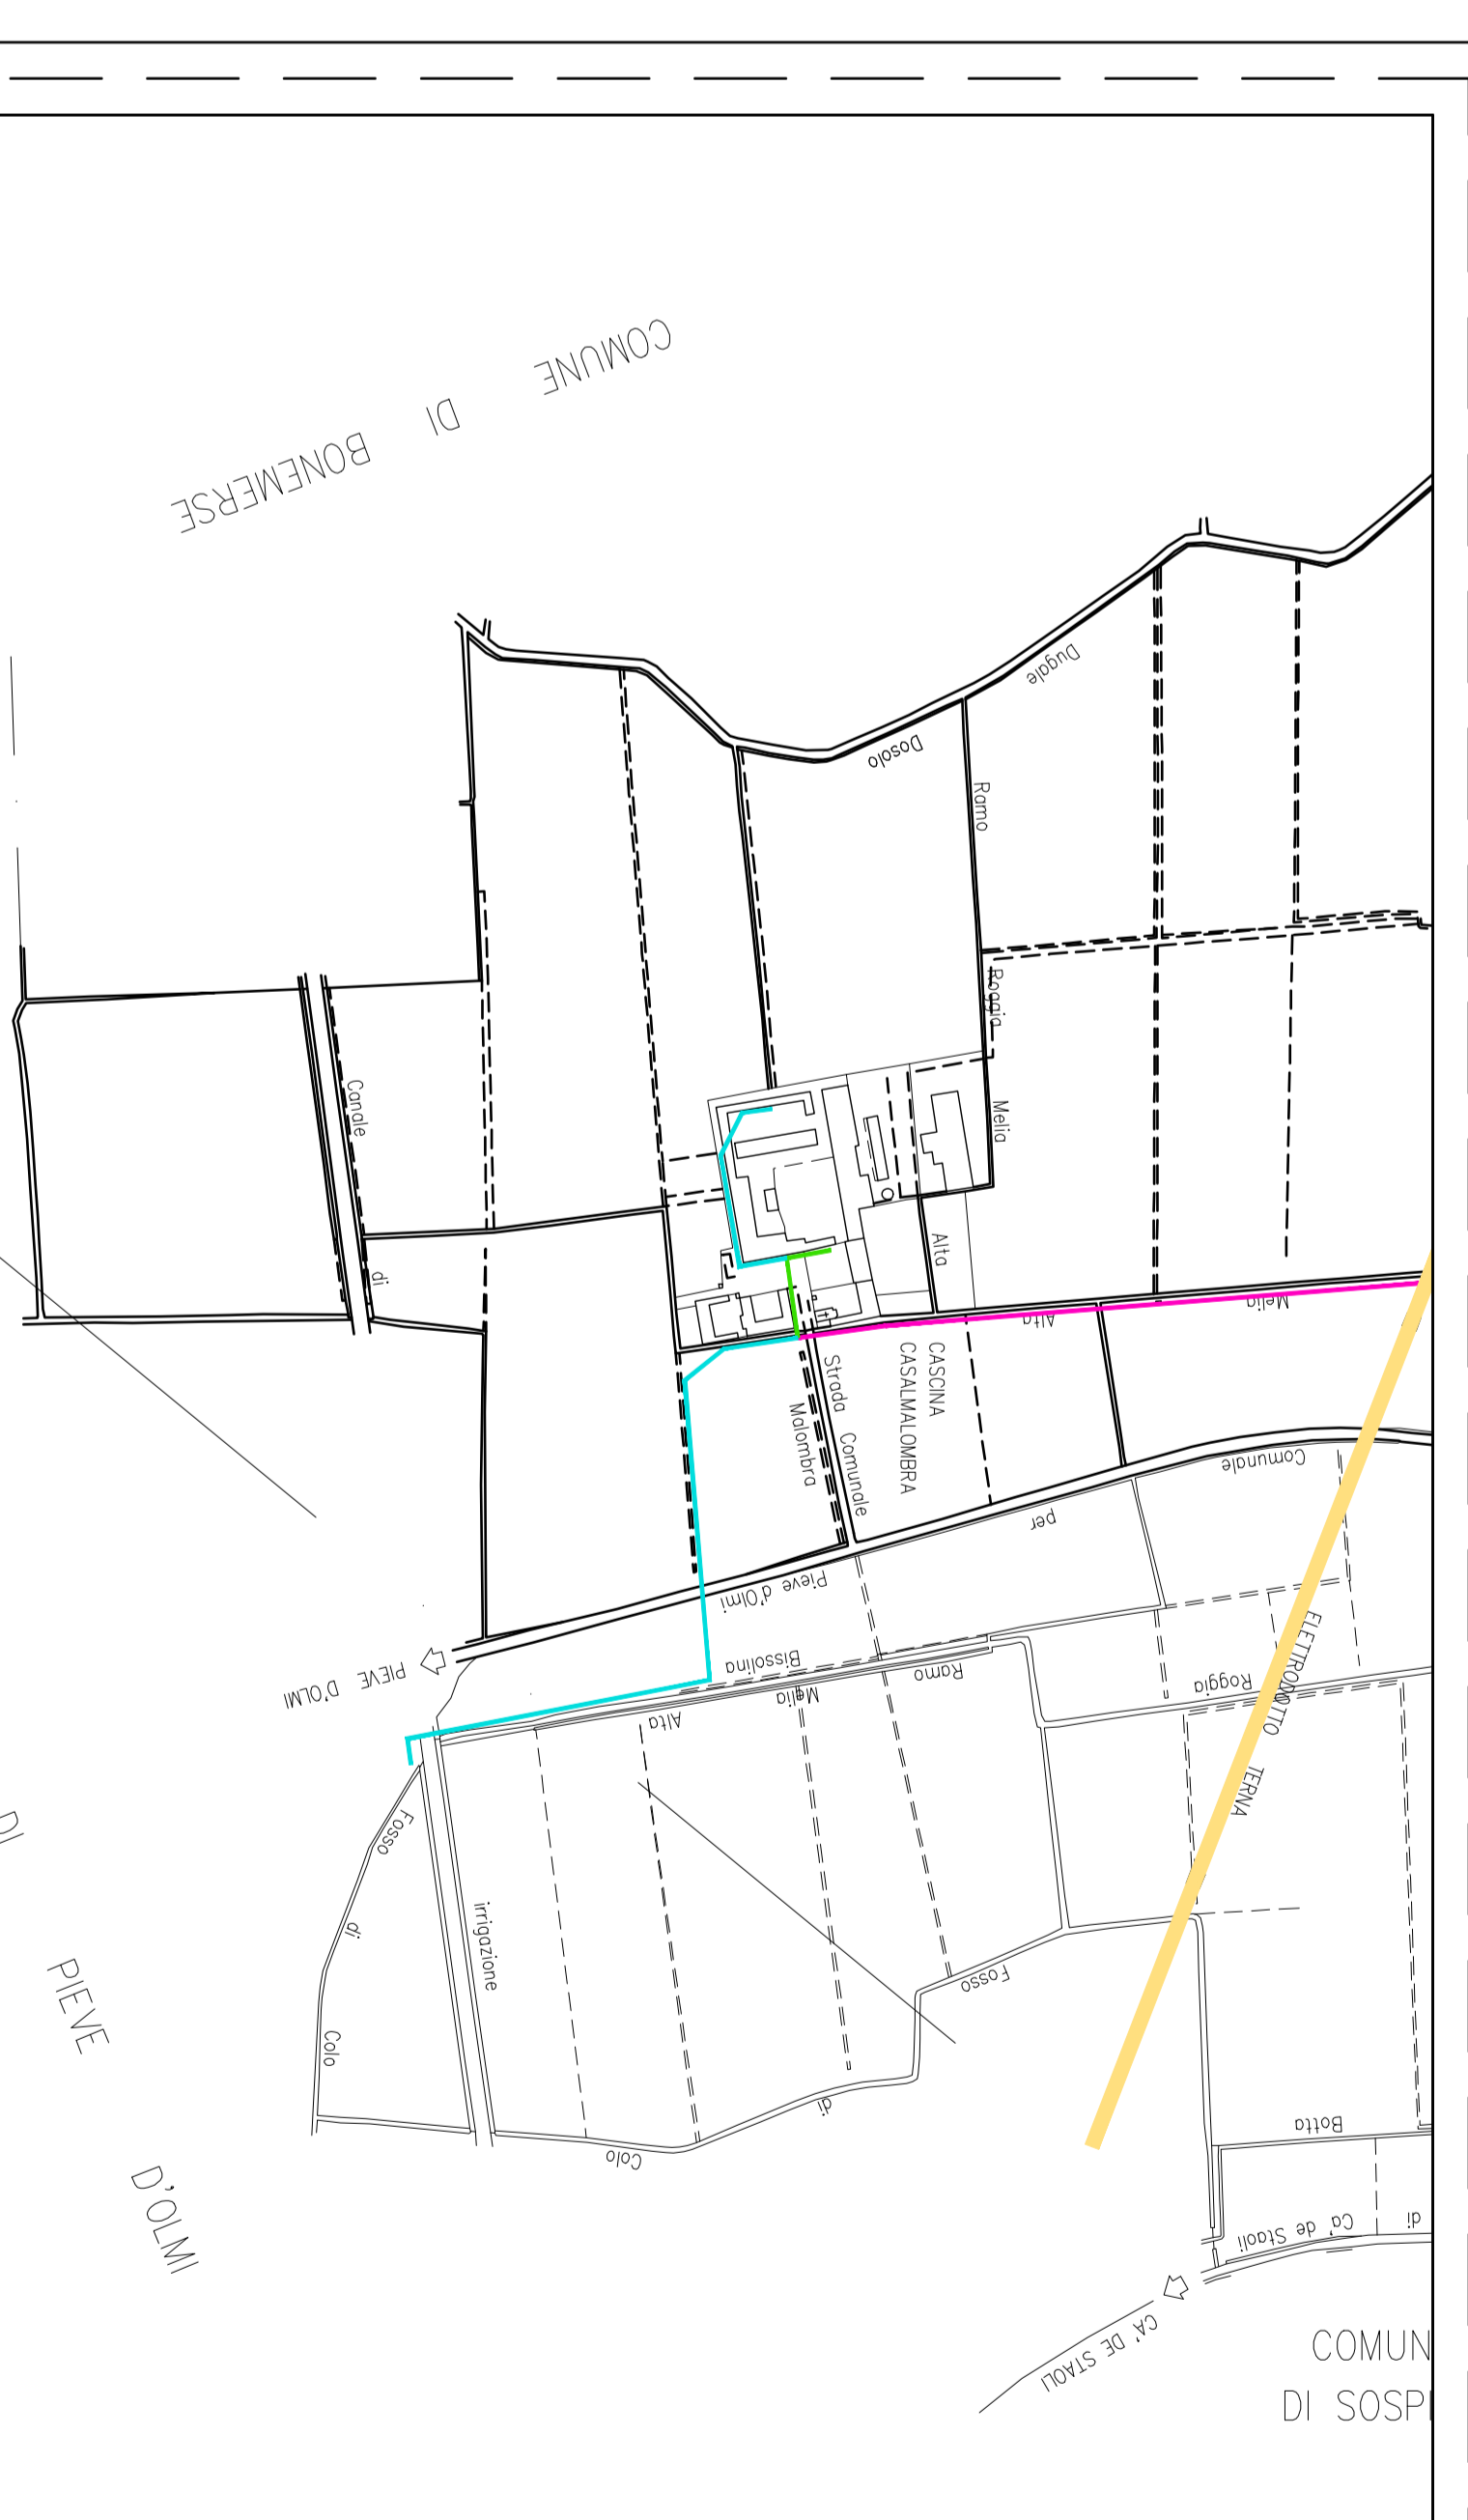 COMUNE DI BONEMERSE
Dugale
Dosolo
Ramo
Roggia
Melia
Alta
Canale
di
Melia
Alta
CASCINA
CASALMALOMBRA
Strada Comunale
Malombra
Comunale
per
Pieve d'Olmi
PIEVE D'OLMI
Bissolina
Ramo
Melia
Alta
Roggia
ELETTRODOTTO TERNA
Fosso
di
Colo
irrigazione
Fosso
di
Colo
DI PIEVE D'OLMI
Botta
di
Ca' de Staoli
CA' DE STAOLI
COMUN
DI SOSP